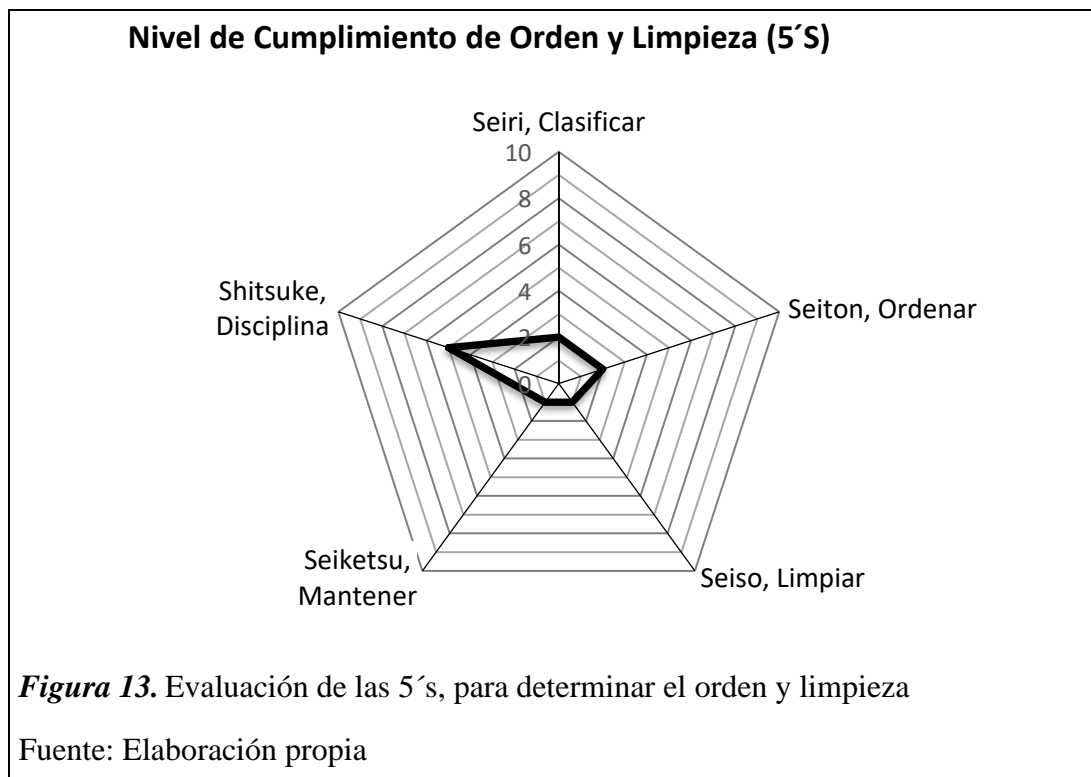 Nivel de Cumplimiento de Orden y Limpieza (5´S)
Seiri, Clasificar
10
8
6
4
2
0
Seiton, Ordenar
Seiso, Limpiar
Seiketsu,
Mantener
Shitsuke,
Disciplina
Figura 13. Evaluación de las 5´s, para determinar el orden y limpieza
Fuente: Elaboración propia